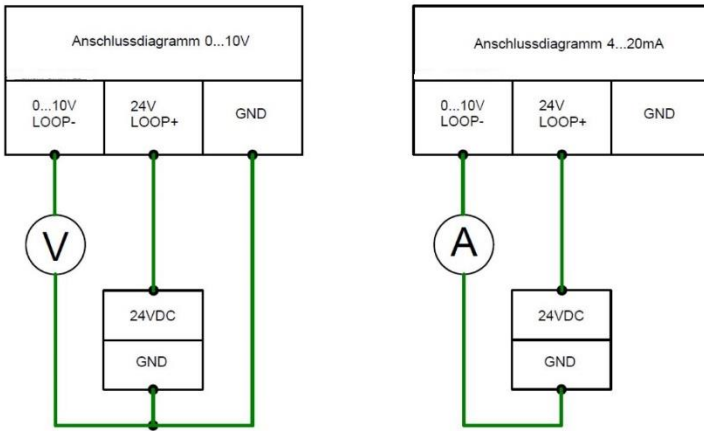 Anschlussdiagramm 0...10V
0...10V
LOOP-
24V
LOOP+
GND
V
24VDC
GND
Anschlussdiagramm 4...20mA
0...10V
LOOP-
24V
LOOP+
GND
A
24VDC
GND